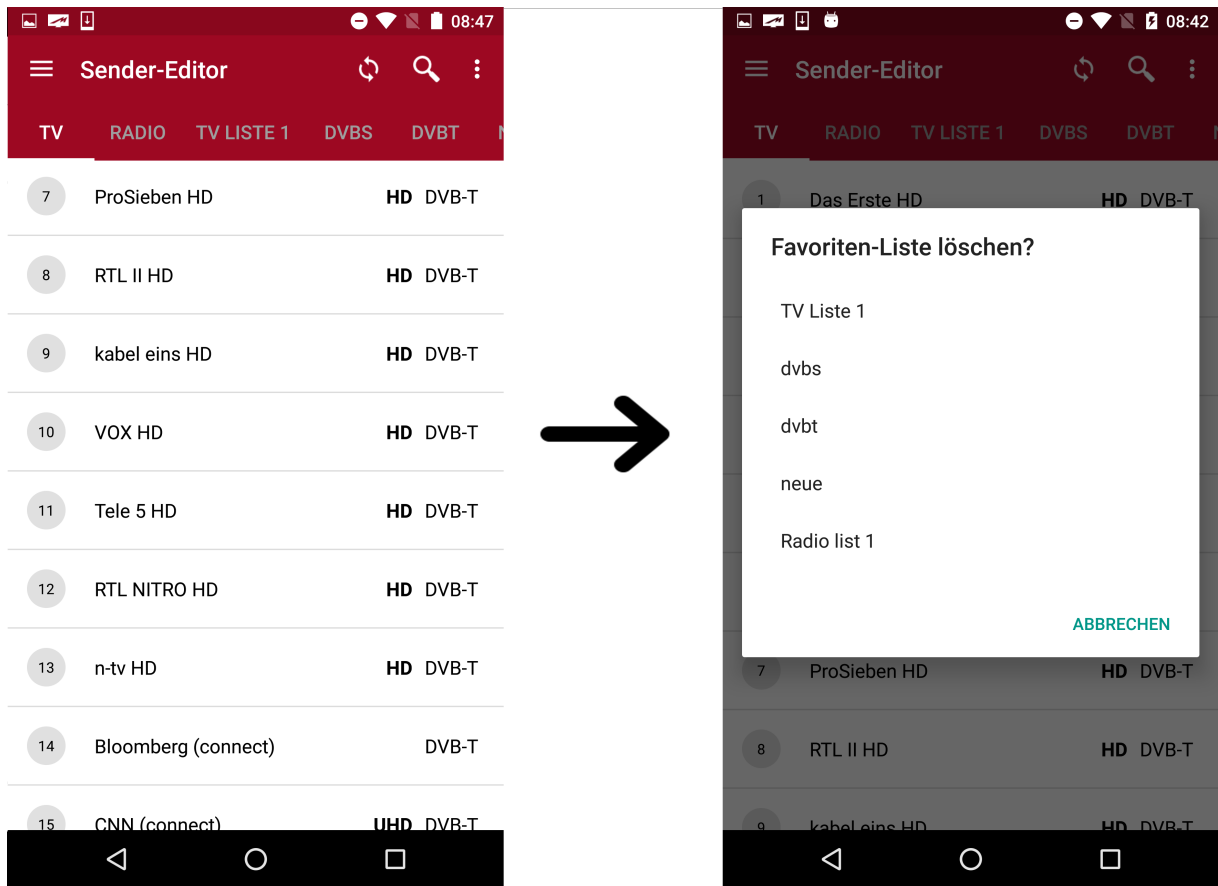 08:47
Sender-Editor
TV RADIO TV LISTE 1 DVBS DVBT
7 ProSieben HD HD DVB-T
8 RTL II HD HD DVB-T
9 kabel eins HD HD DVB-T
10 VOX HD HD DVB-T
11 Tele 5 HD HD DVB-T
12 RTL NITRO HD HD DVB-T
13 n-tv HD HD DVB-T
14 Bloomberg (connect) DVB-T
15 CNN (connect) UHD DVB-T
08:42
Sender-Editor
TV RADIO TV LISTE 1 DVBS DVBT
1 Das Erste HD HD DVB-T
Favoriten-Liste löschen?
TV Liste 1
dvbs
dvbt
neue
Radio list 1
ABBRECHEN
7 ProSieben HD HD DVB-T
8 RTL II HD HD DVB-T
9 kabel eins HD HD DVB-T